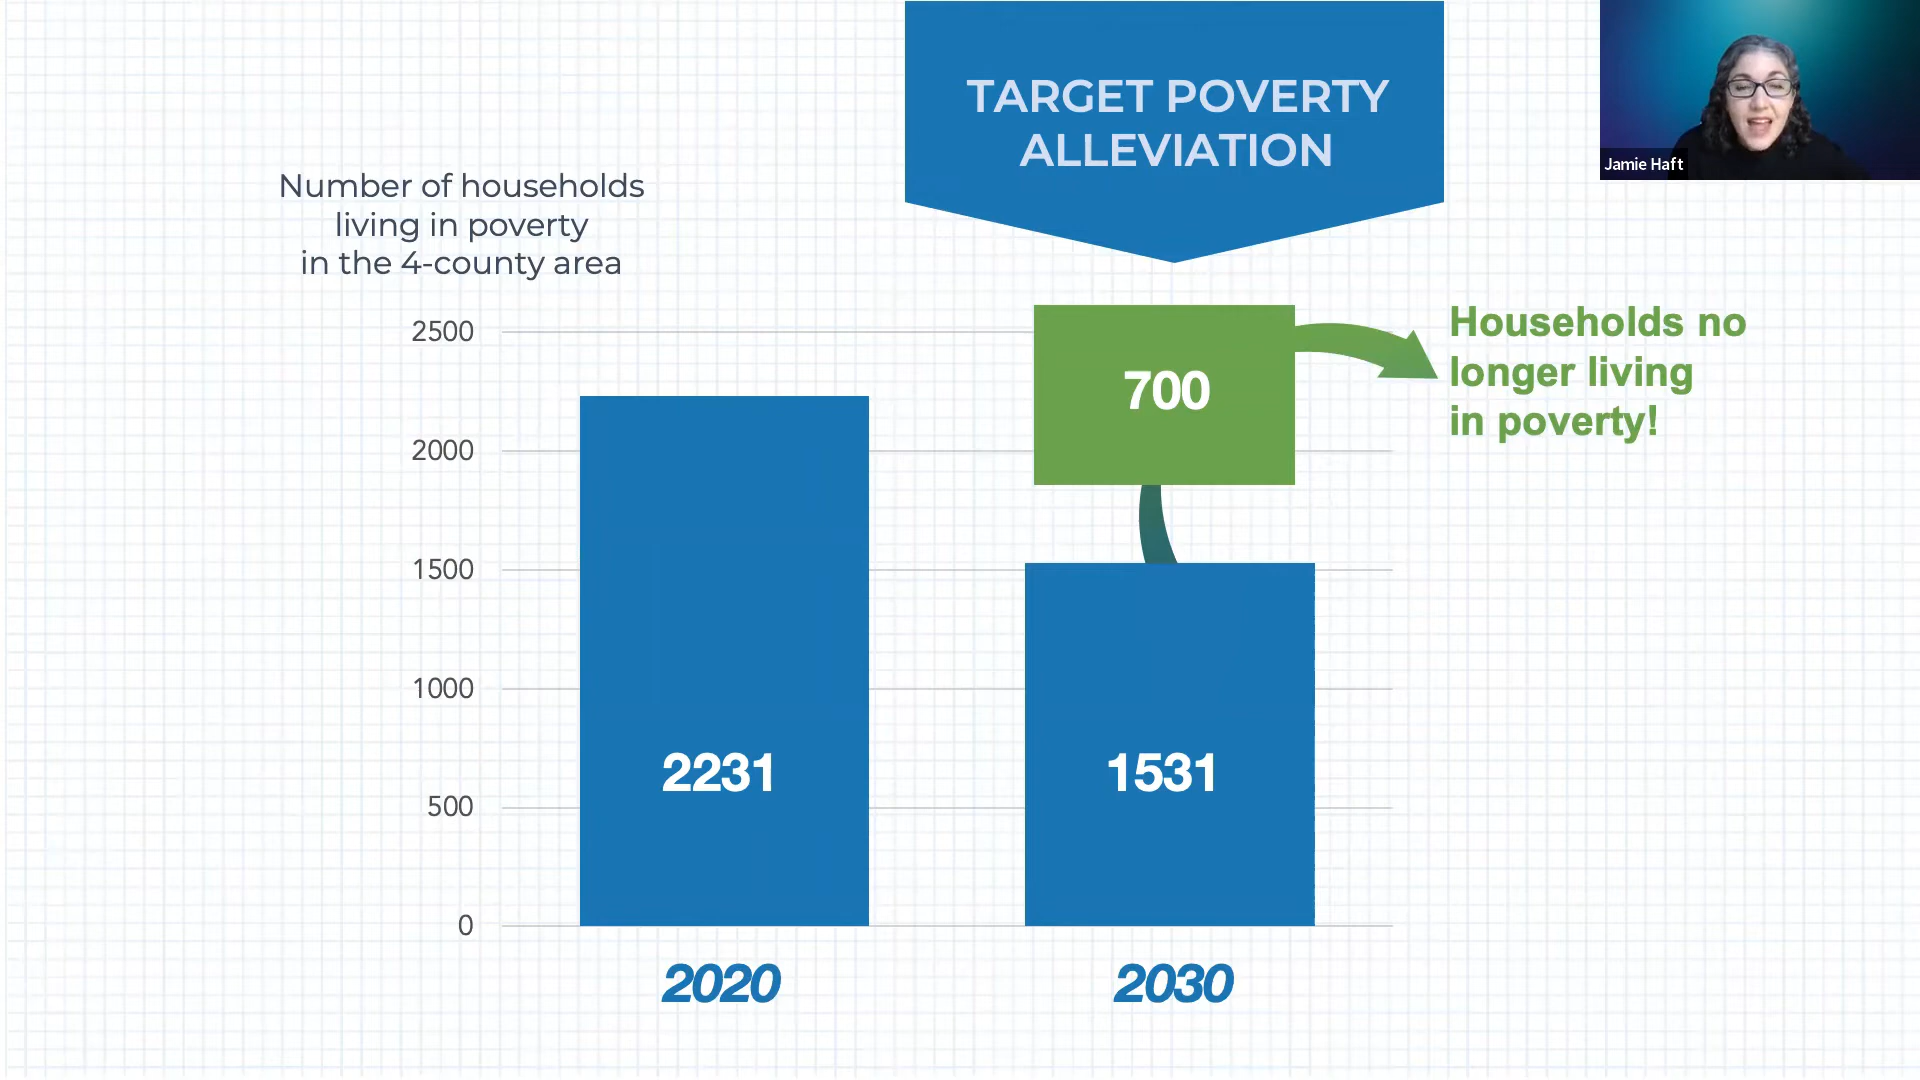 TARGET POVERTY
ALLEVIATION
Jamie Haft
Number of households
living in poverty
in the 4-county area
2500
2000
1500
1000
500
0
700
Households no
longer living
in poverty!
2231
1531
2020
2030